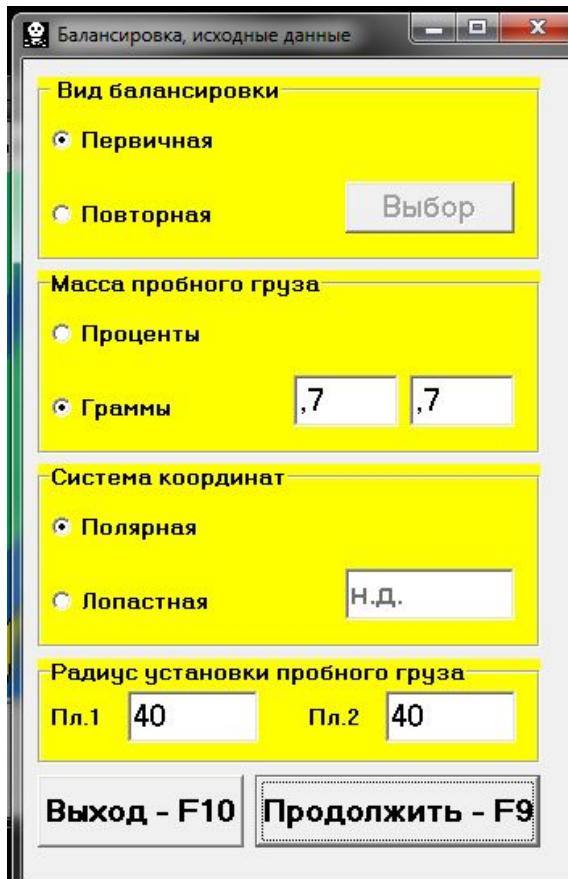 Балансировка, исходные данные
Вид балансировки
Первичная
Повторная
Выбор
Масса пробного груза
Проценты
Граммы ,7 ,7
Система координат
Полярная
Лопастная н.д.
Радиус установки пробного груза
Пл.1 40 Пл.2 40
Выход - F10 Продолжить - F9